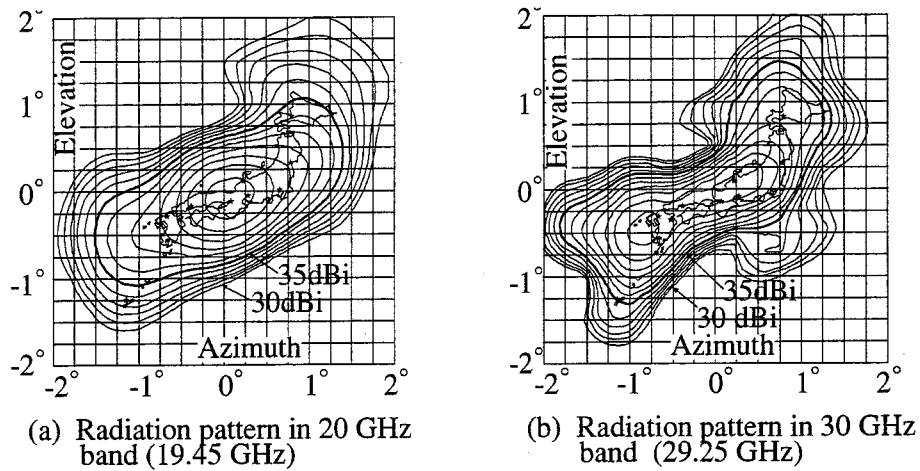 2°
1°
0°
-1°
-2°
Elevation
35dBi
30dBi
Azimuth
-2° -1° 0° 1° 2°
(a) Radiation pattern in 20 GHz
band (19.45 GHz)
2°
1°
0°
-1°
-2°
Elevation
35dBi
30 dBi
Azimuth
-2° -1° 0° 1° 2°
(b) Radiation pattern in 30 GHz
band (29.25 GHz)